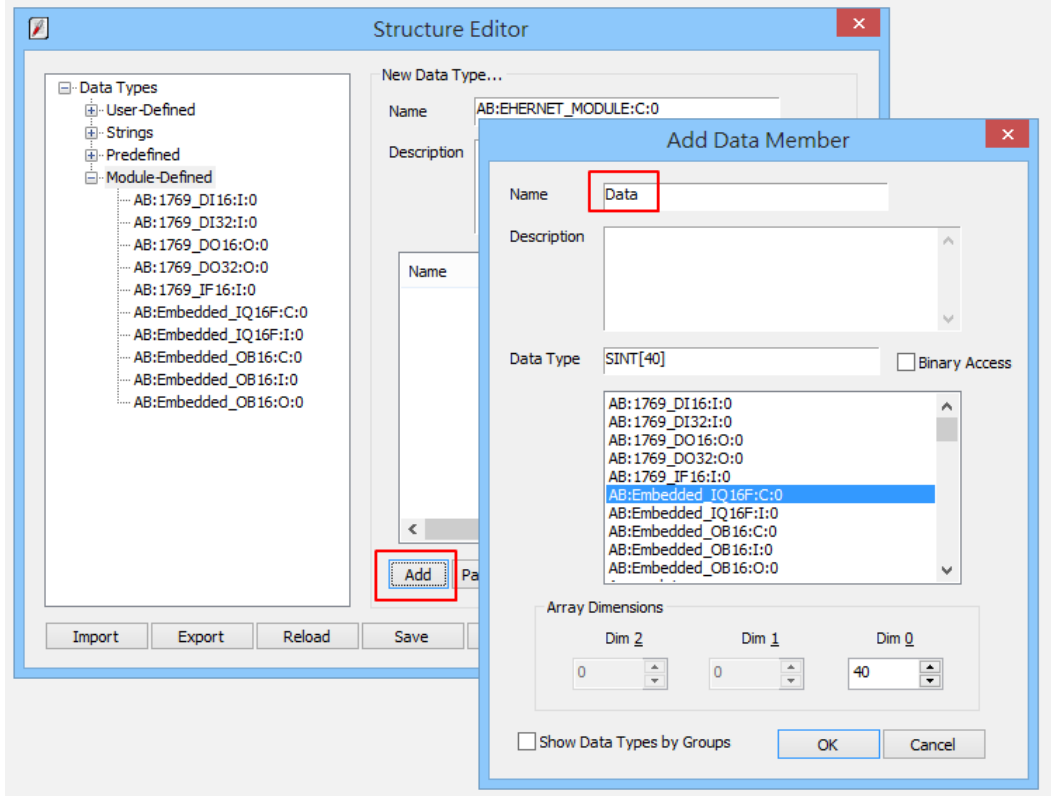 Structure Editor
Data Types
User-Defined
Strings
Predefined
Module-Defined
AB:1769_DI16:I:0
AB:1769_DI32:I:0
AB:1769_DO16:O:0
AB:1769_DO32:O:0
AB:1769_IF16:I:0
AB:Embedded_IQ16F:C:0
AB:Embedded_IQ16F:I:0
AB:Embedded_OB16:C:0
AB:Embedded_OB16:I:0
AB:Embedded_OB16:O:0
New Data Type...
Name AB:EHERNET_MODULE:C:0
Description
Name
Add Pa
Import Export Reload Save
Add Data Member
Name Data
Description
Data Type SINT[40] Binary Access
AB:1769_DI16:I:0
AB:1769_DI32:I:0
AB:1769_DO16:O:0
AB:1769_DO32:O:0
AB:1769_IF16:I:0
AB:Embedded_IQ16F:C:0
AB:Embedded_IQ16F:I:0
AB:Embedded_OB16:C:0
AB:Embedded_OB16:I:0
AB:Embedded_OB16:O:0
Array Dimensions
Dim 2 Dim 1 Dim 0
0 0 40
Show Data Types by Groups OK Cancel